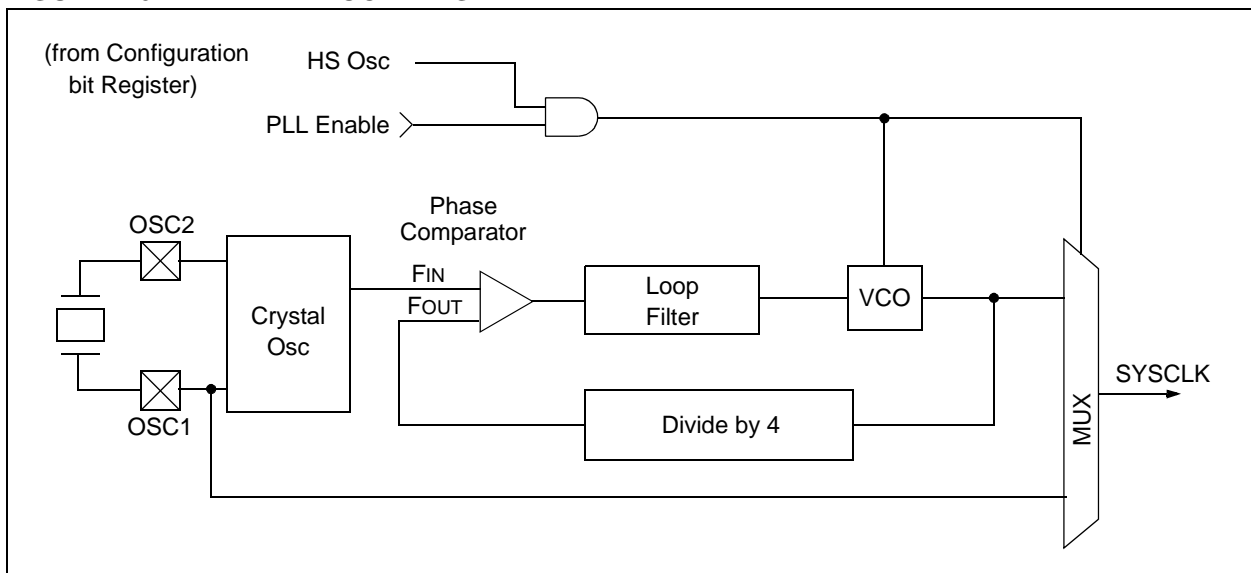 (from Configuration
bit Register)
HS Osc
PLL Enable
Phase
Comparator
OSC2
Crystal
Osc
FIN
FOUT
Loop
Filter
VCO
OSC1
Divide by 4
MUX
SYSCLK